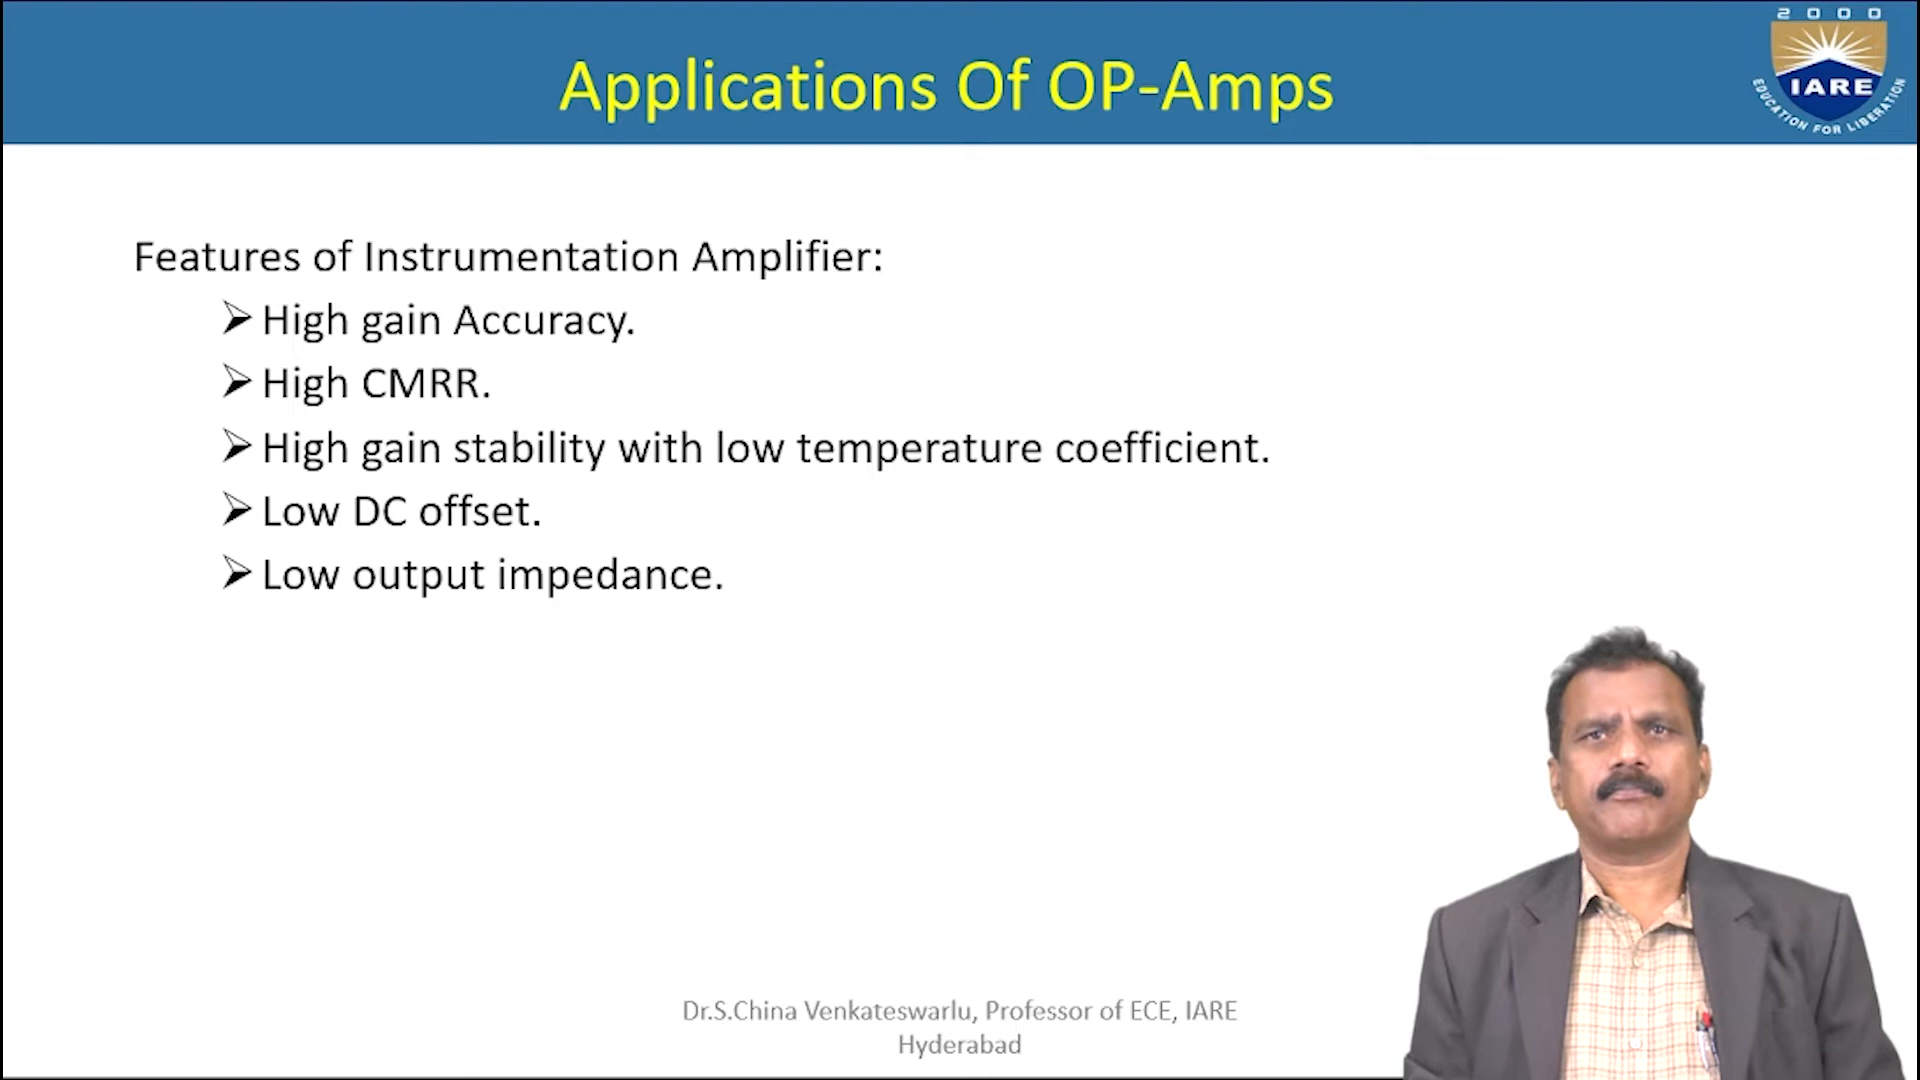 2000
IARE
EDUCATION FOR LIBERATION
Applications Of OP-Amps
Features of Instrumentation Amplifier:
➢High gain Accuracy.
➢High CMRR.
➢High gain stability with low temperature coefficient.
➢Low DC offset.
➢Low output impedance.
Dr.S.China Venkateswarlu, Professor of ECE, IARE
Hyderabad